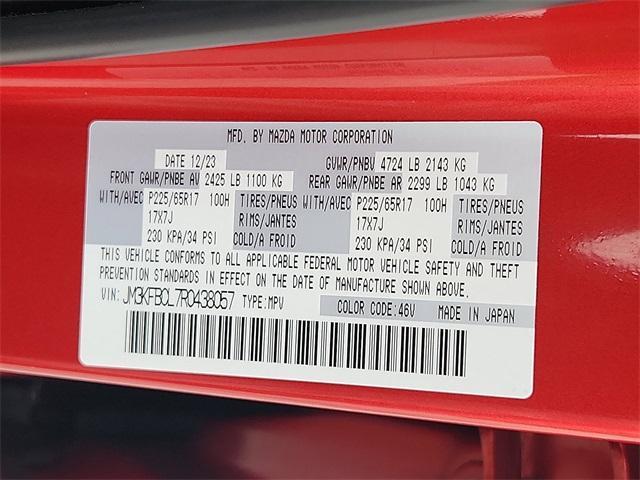 MFD. BY MAZDA MOTOR CORPORATION
DATE 12/23 GVWR/PNBV 4724 LB 2143 KG
FRONT GAWR/PNBE AV 2425 LB 1100 KG REAR GAWR/PNBE AR 2299 LB 1043 KG
WITH/AVEC P225/65R17 100H TIRES/PNEUS WITH/AVEC P225/65R17 100H TIRES/PNEUS
17X7J RIMS/JANTES 17X7J RIMS/JANTES
230 KPA/34 PSI COLD/A FROID 230 KPA/34 PSI COLD/A FROID
THIS VEHICLE CONFORMS TO ALL APPLICABLE FEDERAL MOTOR VEHICLE SAFETY AND THEFT
PREVENTION STANDARDS IN EFFECT ON THE DATE OF MANUFACTURE SHOWN ABOVE.
VIN: JM3KFBCL7R0438057 TYPE:MPV COLOR CODE:46V MADE IN JAPAN